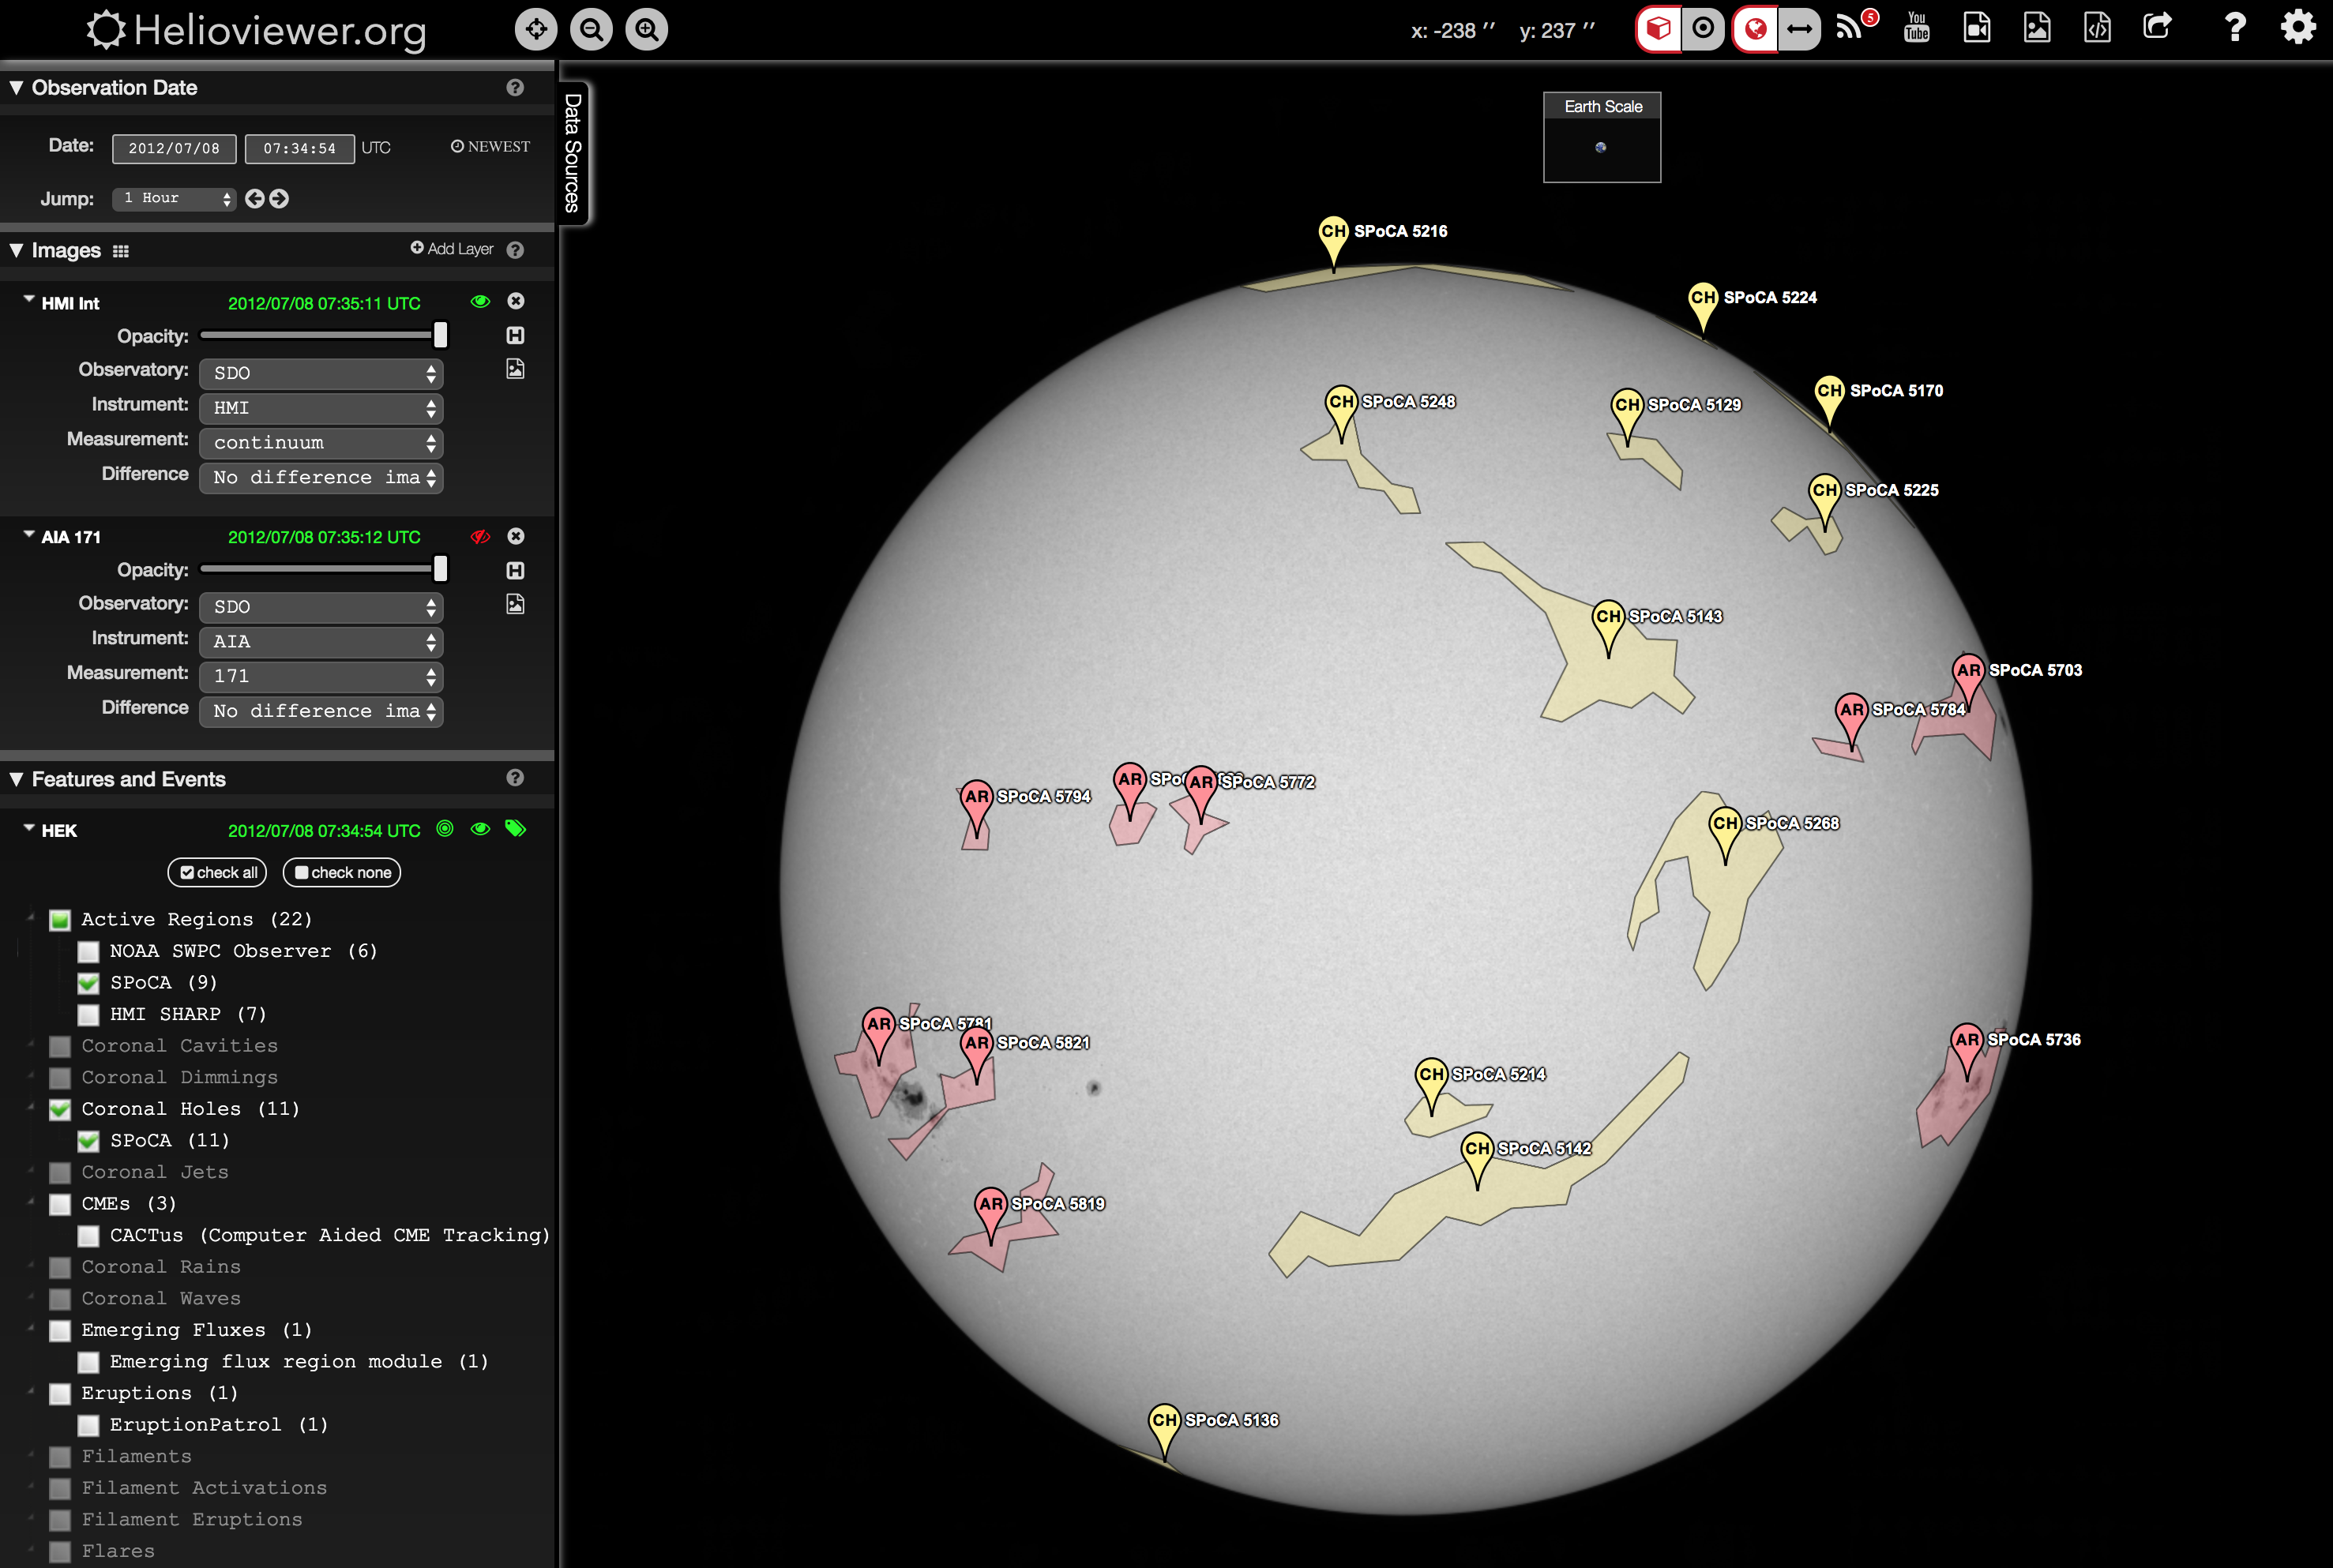 Helioviewer.org
x: -238 ′′ y: 237 ′′
5
You
Tube
Observation Date
Date: 2012/07/08 07:34:54 UTC NEWEST
Jump: 1 Hour
Images Add Layer
HMI Int 2012/07/08 07:35:11 UTC
Opacity:
Observatory: SDO
Instrument: HMI
Measurement: continuum
Difference No difference ima
AIA 171 2012/07/08 07:35:12 UTC
Opacity:
Observatory: SDO
Instrument: AIA
Measurement: 171
Difference No difference ima
Features and Events
HEK 2012/07/08 07:34:54 UTC
check all check none
Active Regions (22)
NOAA SWPC Observer (6)
SPoCA (9)
HMI SHARP (7)
Coronal Cavities
Coronal Dimmings
Coronal Holes (11)
SPoCA (11)
Coronal Jets
CMEs (3)
CACTus (Computer Aided CME Tracking)
Coronal Rains
Coronal Waves
Emerging Fluxes (1)
Emerging flux region module (1)
Eruptions (1)
EruptionPatrol (1)
Filaments
Filament Activations
Filament Eruptions
Flares
Data Sources
Earth Scale
CH SPoCA 5216
CH SPoCA 5224
CH SPoCA 5170
CH SPoCA 5248
CH SPoCA 5129
CH SPoCA 5225
CH SPoCA 5143
AR SPoCA 5703
AR SPoCA 5784
AR SPoCA 5794
AR
AR SPoCA 5772
CH SPoCA 5268
AR SPoCA 5781
AR SPoCA 5821
AR SPoCA 5736
CH SPoCA 5214
CH SPoCA 5142
AR SPoCA 5819
CH SPoCA 5136